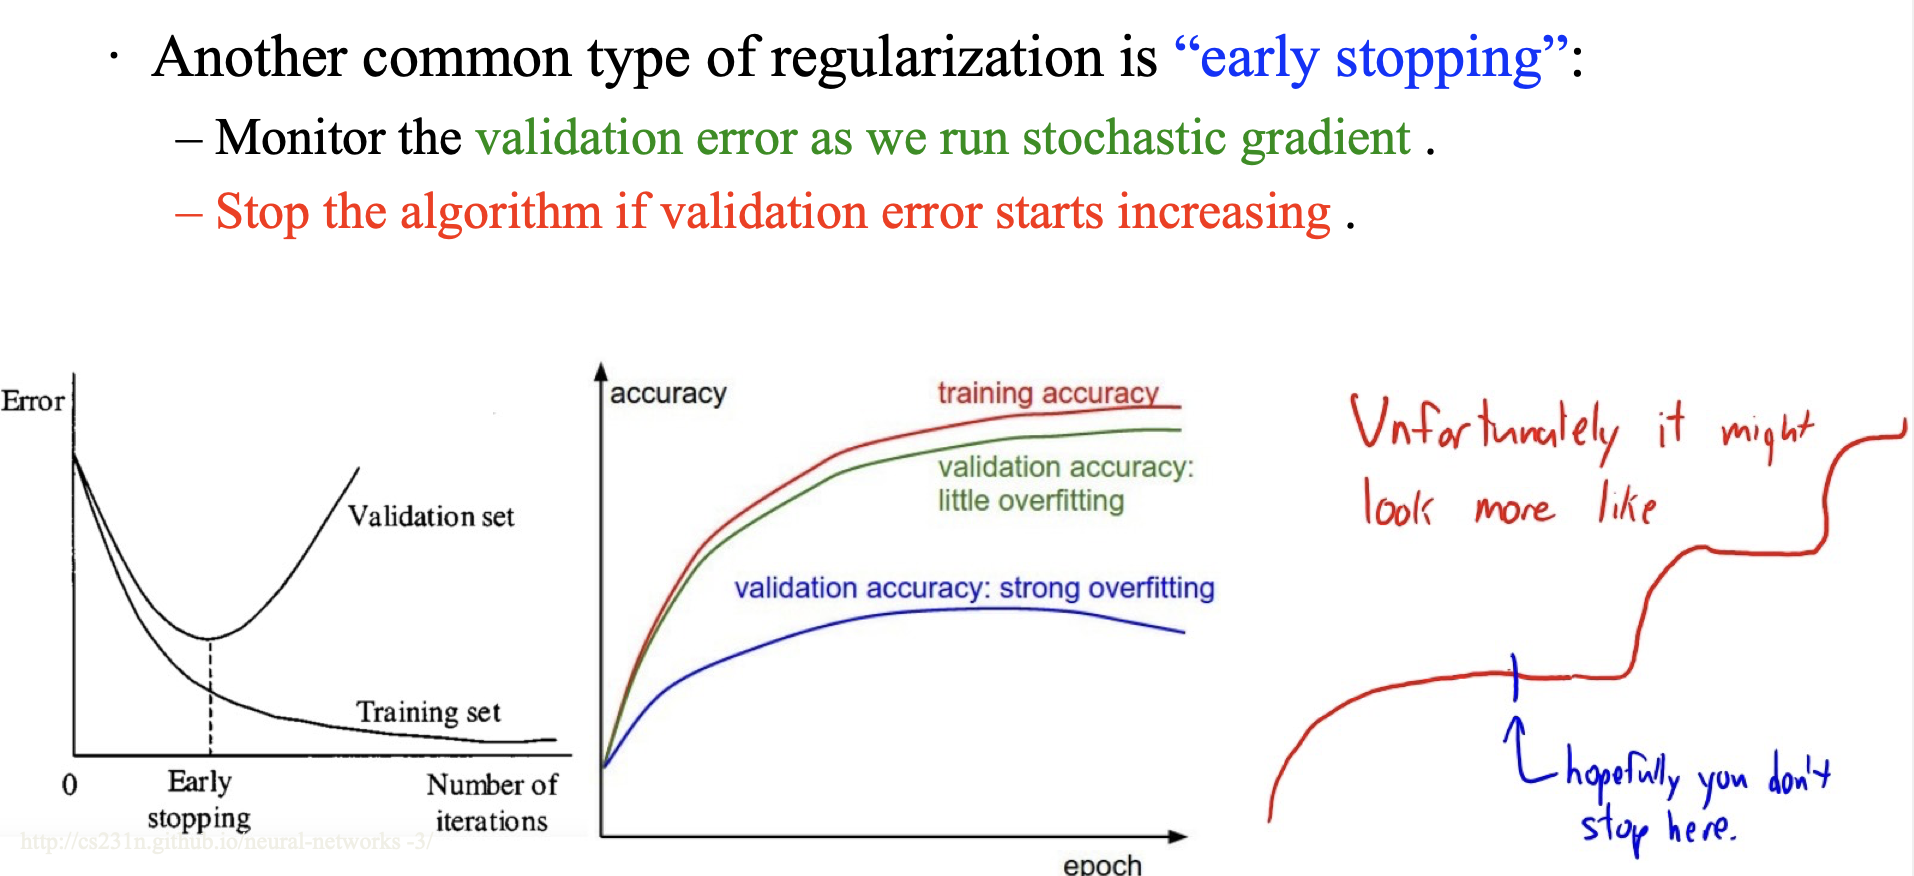 · Another common type of regularization is “early stopping”:
– Monitor the validation error as we run stochastic gradient .
– Stop the algorithm if validation error starts increasing .
Error
Validation set
Training set
0
Early
stopping
Number of
iterations
http://cs231n.github.io/neural-networks -3/
accuracy
training accuracy
validation accuracy:
little overfitting
validation accuracy: strong overfitting
epoch
Unfortunately it might
look more like
hopefully you don't
stop here.